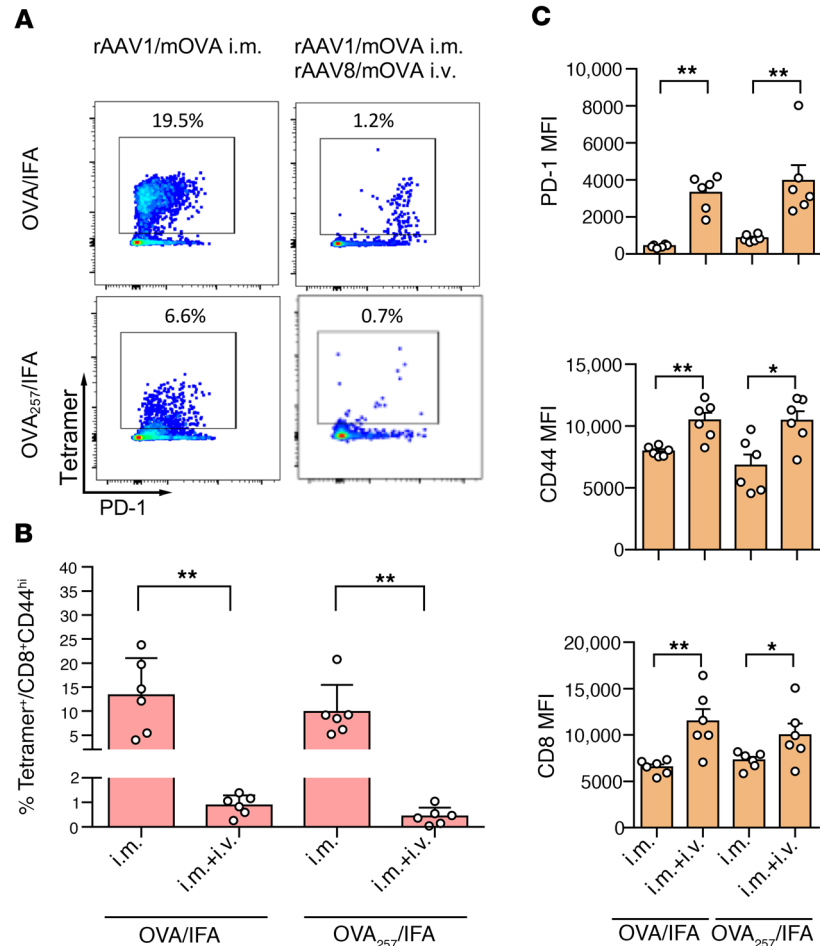 A
rAAV1/mOVA i.m.
rAAV1/mOVA i.m.
rAAV8/mOVA i.v.
OVA/IFA
19.5%
1.2%
OVA257/IFA
6.6%
0.7%
Tetramer
PD-1
B
% Tetramer+/CD8+CD44hi
40
35
30
25
20
15
10
5
2
1
0
**
**
i.m.
i.m.+i.v.
i.m.
i.m.+i.v.
OVA/IFA
OVA257/IFA
C
PD-1 MFI
10,000
8000
6000
4000
2000
0
**
**
CD44 MFI
15,000
10,000
5000
0
**
*
CD8 MFI
20,000
15,000
10,000
5000
0
**
*
i.m.
i.m.+i.v.
i.m.
i.m.+i.v.
OVA/IFA
OVA257/IFA